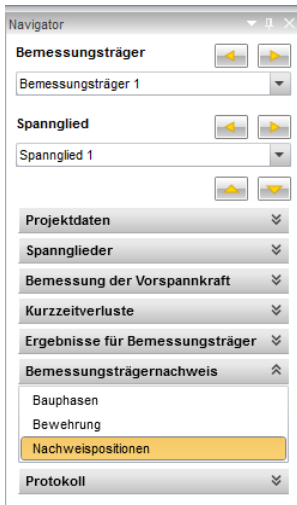 Navigator
Bemessungsträger
Bemessungsträger 1
Spannglied
Spannglied 1
Projektdaten
Spannglieder
Bemessung der Vorspannkraft
Kurzzeitverluste
Ergebnisse für Bemessungsträger
Bemessungsträgernachweis
Bauphasen
Bewehrung
Nachweispositionen
Protokoll